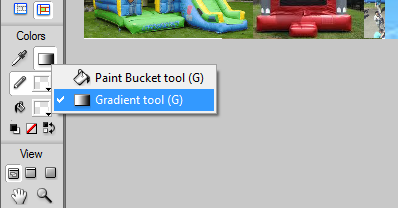 Colors
Paint Bucket tool (G)
Gradient tool (G)
View